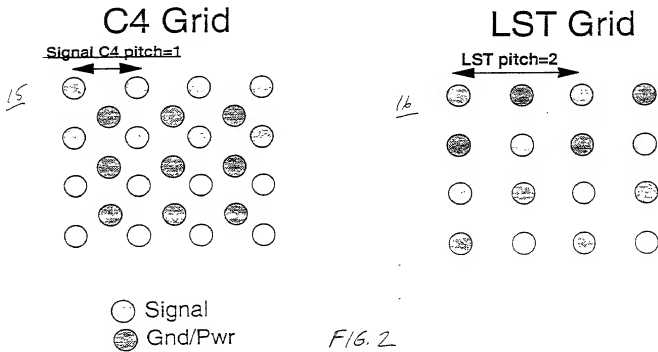 C4 Grid
LST Grid
Signal C4 pitch=1
LST pitch=2
15
16
Signal
Gnd/Pwr
FIG. 2